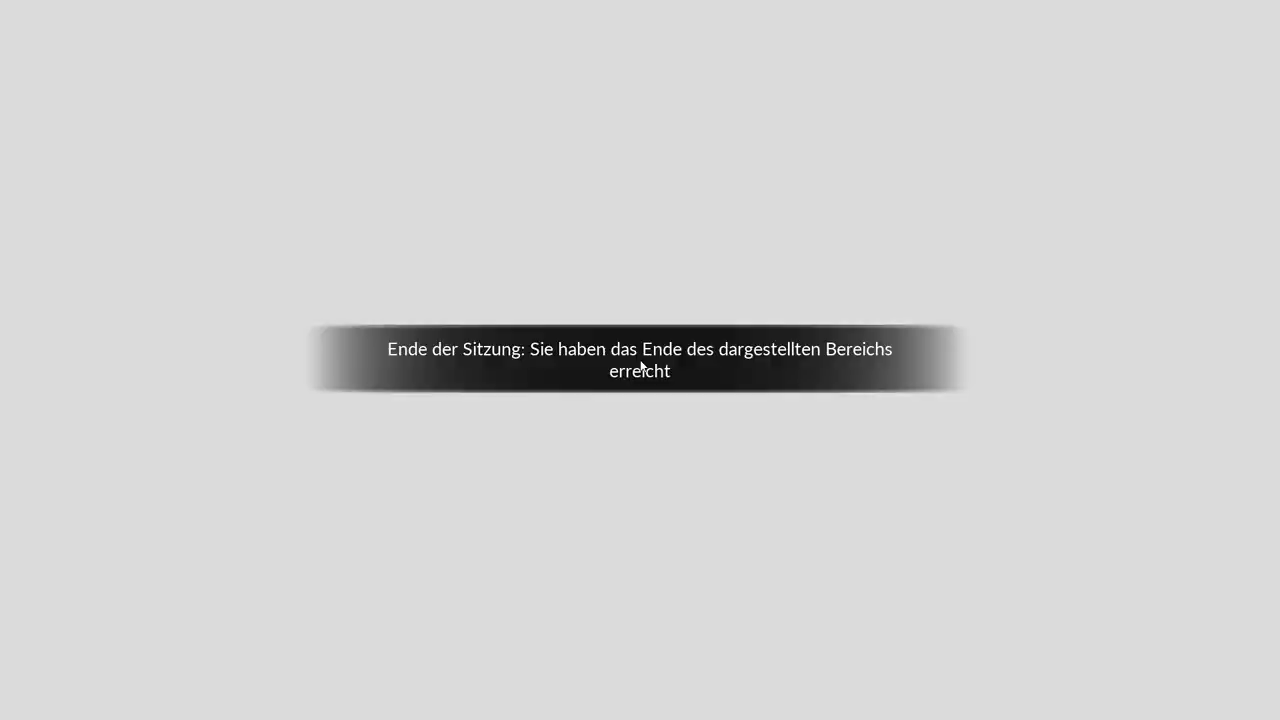 Ende der Sitzung: Sie haben das Ende des dargestellten Bereichs
erreicht